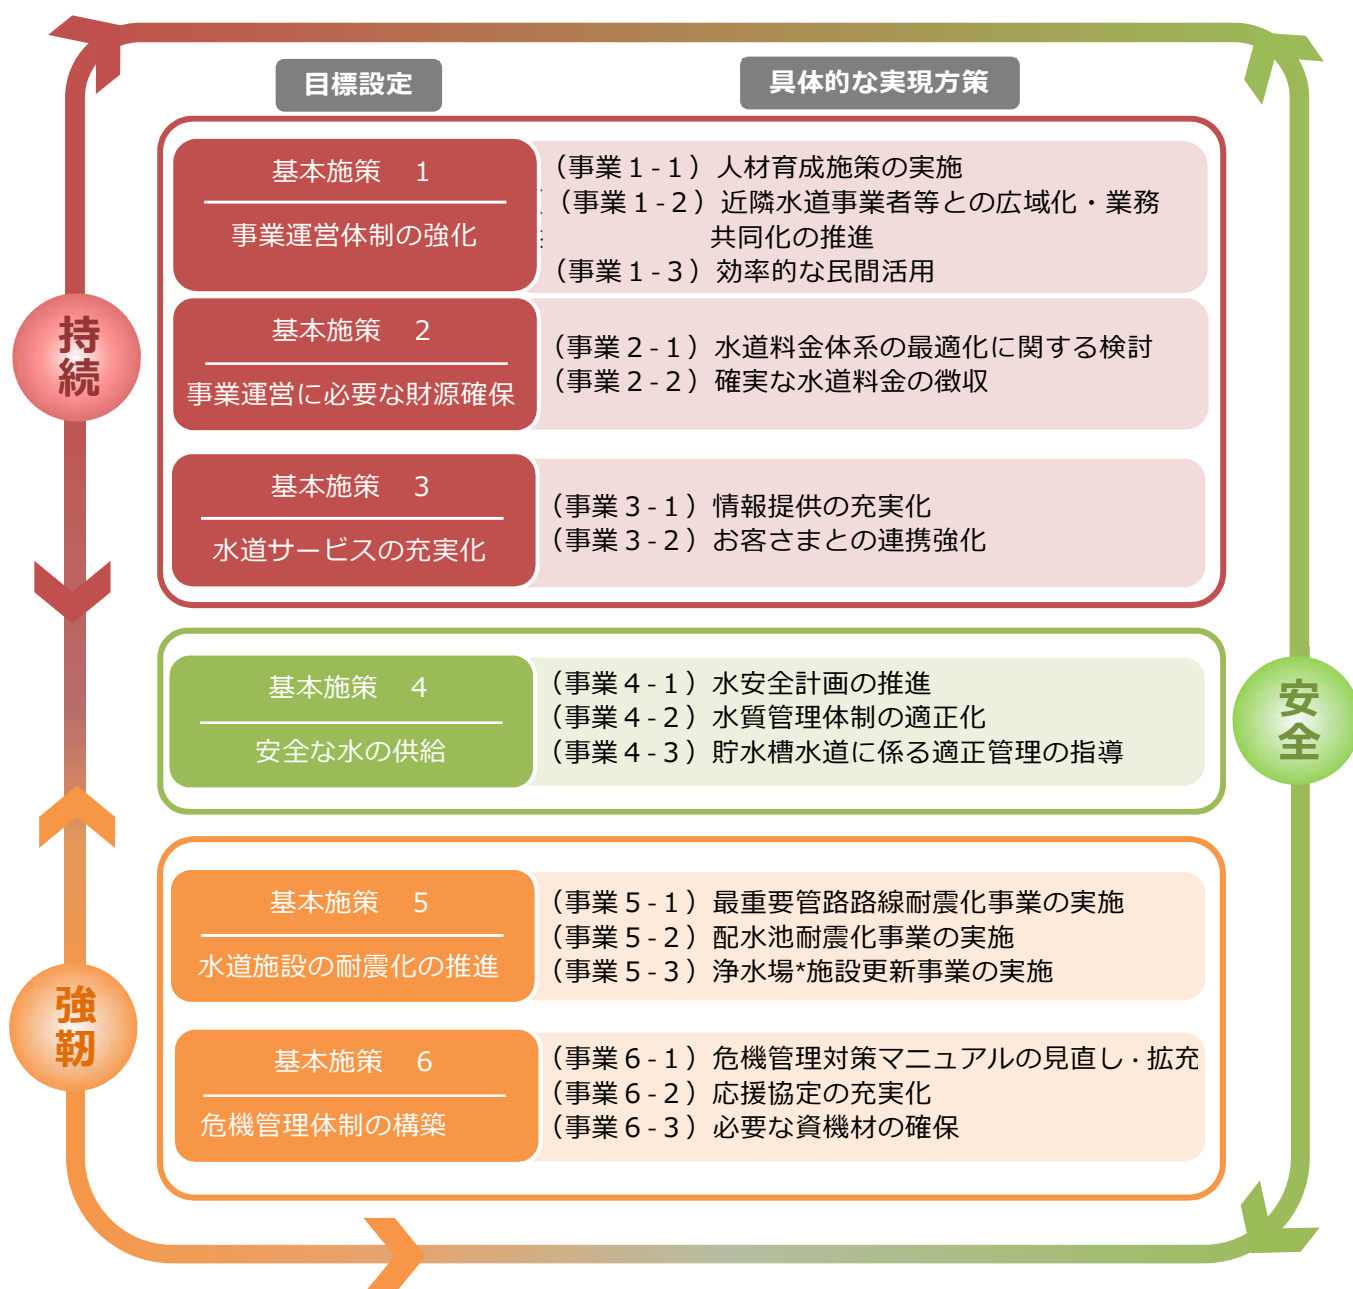 目標設定
具体的な実現方策
持続
基本施策　1
事業運営体制の強化
（事業１-１）人材育成施策の実施
（事業１-２）近隣水道事業者等との広域化・業務
共同化の推進
（事業１-３）効率的な民間活用
基本施策　2
事業運営に必要な財源確保
（事業２-１）水道料金体系の最適化に関する検討
（事業２-２）確実な水道料金の徴収
基本施策　3
水道サービスの充実化
（事業３-１）情報提供の充実化
（事業３-２）お客さまとの連携強化
安全
基本施策　4
安全な水の供給
（事業４-１）水安全計画の推進
（事業４-２）水質管理体制の適正化
（事業４-３）貯水槽水道に係る適正管理の指導
強靭
基本施策　5
水道施設の耐震化の推進
（事業５-１）最重要管路路線耐震化事業の実施
（事業５-２）配水池耐震化事業の実施
（事業５-３）浄水場*施設更新事業の実施
基本施策　6
危機管理体制の構築
（事業６-１）危機管理対策マニュアルの見直し・拡充
（事業６-２）応援協定の充実化
（事業６-３）必要な資機材の確保